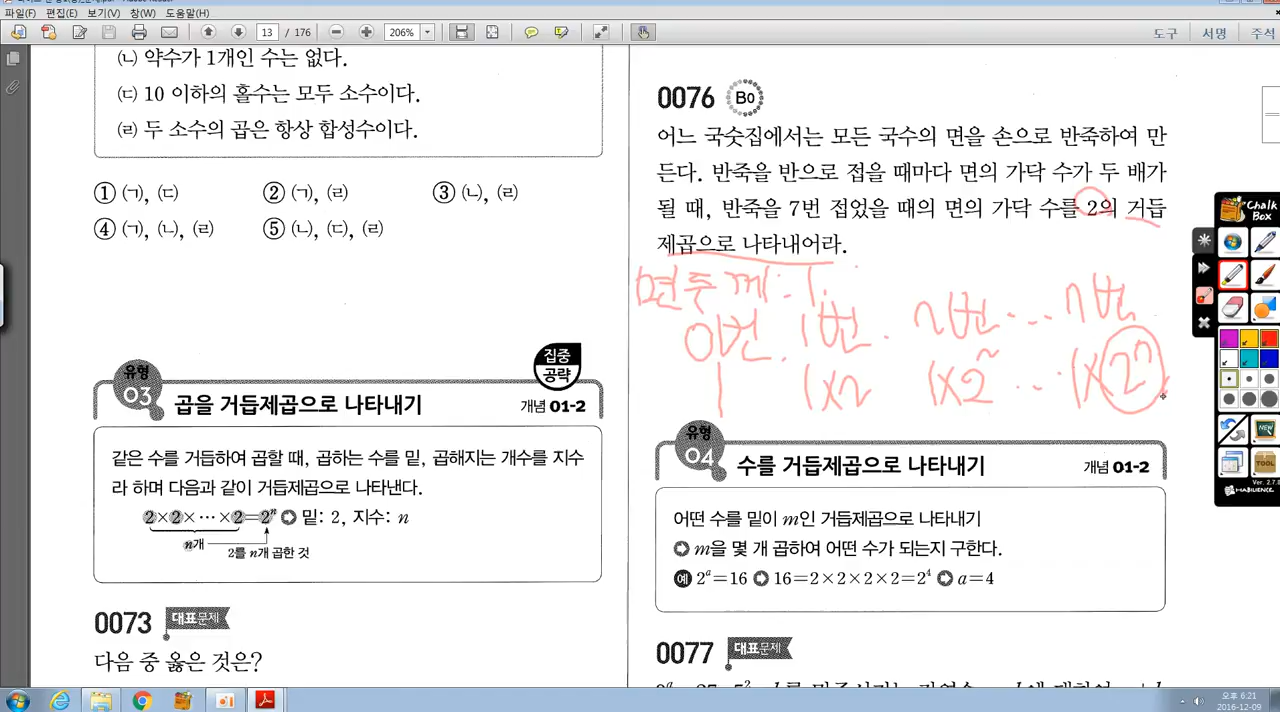 파일(F) 편집(E) 보기(V) 창(W) 도움말(H)
13 / 176 206% 도구 서명 주석
(ㄴ) 약수가 1개인 수는 없다.
(ㄷ) 10 이하의 홀수는 모두 소수이다.
(ㄹ) 두 소수의 곱은 항상 합성수이다.
① (ㄱ), (ㄷ) ② (ㄱ), (ㄹ) ③ (ㄴ), (ㄹ)
④ (ㄱ), (ㄴ), (ㄹ) ⑤ (ㄴ), (ㄷ), (ㄹ)
집중
공략
유형
03 곱을 거듭제곱으로 나타내기 개념 01-2
같은 수를 거듭하여 곱할 때, 곱하는 수를 밑, 곱해지는 개수를 지수
라 하며 다음과 같이 거듭제곱으로 나타낸다.
2×2×…×2=2ⁿ ➲ 밑: 2, 지수: n
n개
2를 n개 곱한 것
0073 대표문제
다음 중 옳은 것은?
0076 B0
어느 국숫집에서는 모든 국수의 면을 손으로 반죽하여 만
든다. 반죽을 반으로 접을 때마다 면의 가닥 수가 두 배가
될 때, 반죽을 7번 접었을 때의 면의 가닥 수를 2의 거듭
제곱으로 나타내어라.
면두께 : 1.
0번 . 1번 . 2번 … n번
1 1×2 1×2² … 1×2ⁿ
유형
04 수를 거듭제곱으로 나타내기 개념 01-2
어떤 수를 밑이 m인 거듭제곱으로 나타내기
➲ m을 몇 개 곱하여 어떤 수가 되는지 구한다.
예 2ᵃ=16 ➲ 16=2×2×2×2=2⁴ ➲ a=4
0077 대표문제
Chalk
Box
NEW
TOOL
Ver. 2.7.8
MABILIENCE
오후 6:21
2016-12-09